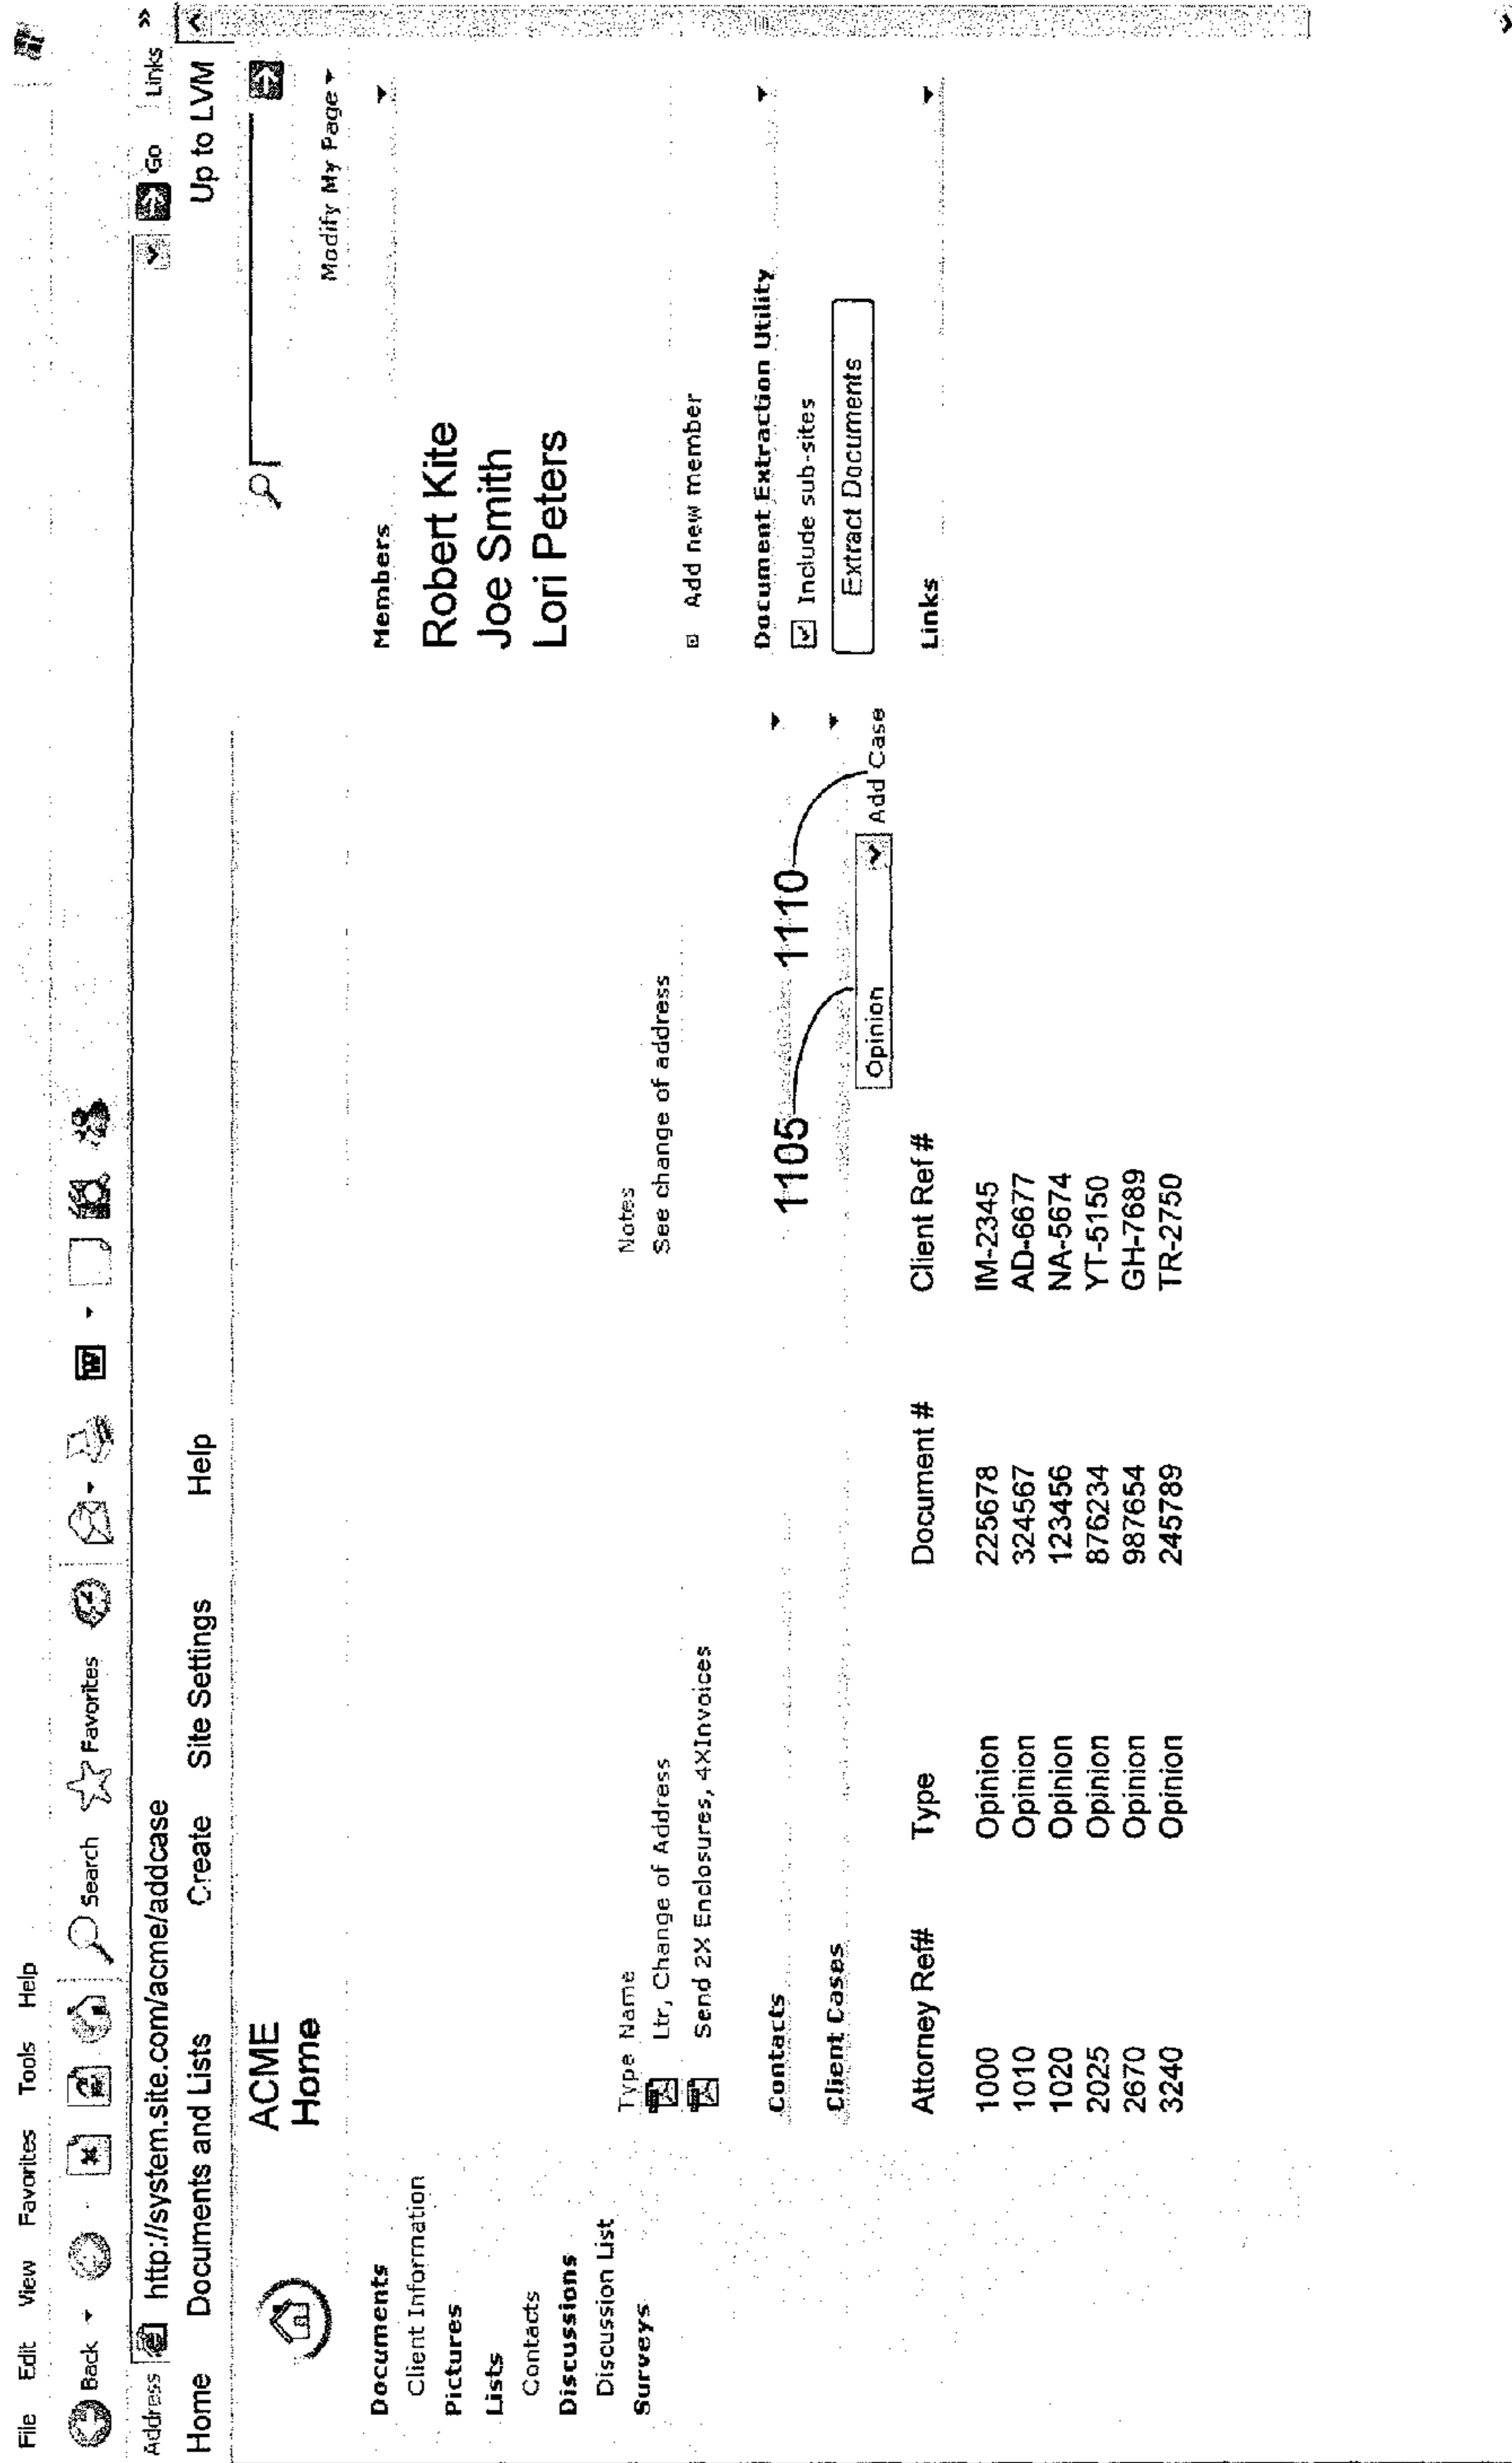 File Edit View Favorites Tools Help
Back Search Favorites
Address http://system.site.com/acme/addcase Go Links »
Home Documents and Lists Create Site Settings Help Up to LVM
ACME
Home
Modify My Page
Documents
Client Information
Pictures
Lists
Contacts
Discussions
Discussion List
Surveys
Type Name Notes
Ltr, Change of Address See change of address
Send 2X Enclosures, 4XInvoices
Contacts
1105 1110
Client Cases
Opinion Add Case
Attorney Ref# Type Document # Client Ref #
1000 Opinion 225678 IM-2345
1010 Opinion 324567 AD-6677
1020 Opinion 123456 NA-5674
2025 Opinion 876234 YT-5150
2670 Opinion 987654 GH-7689
3240 Opinion 245789 TR-2750
Members
Robert Kite
Joe Smith
Lori Peters
Add new member
Document Extraction Utility
Include sub-sites
Extract Documents
Links